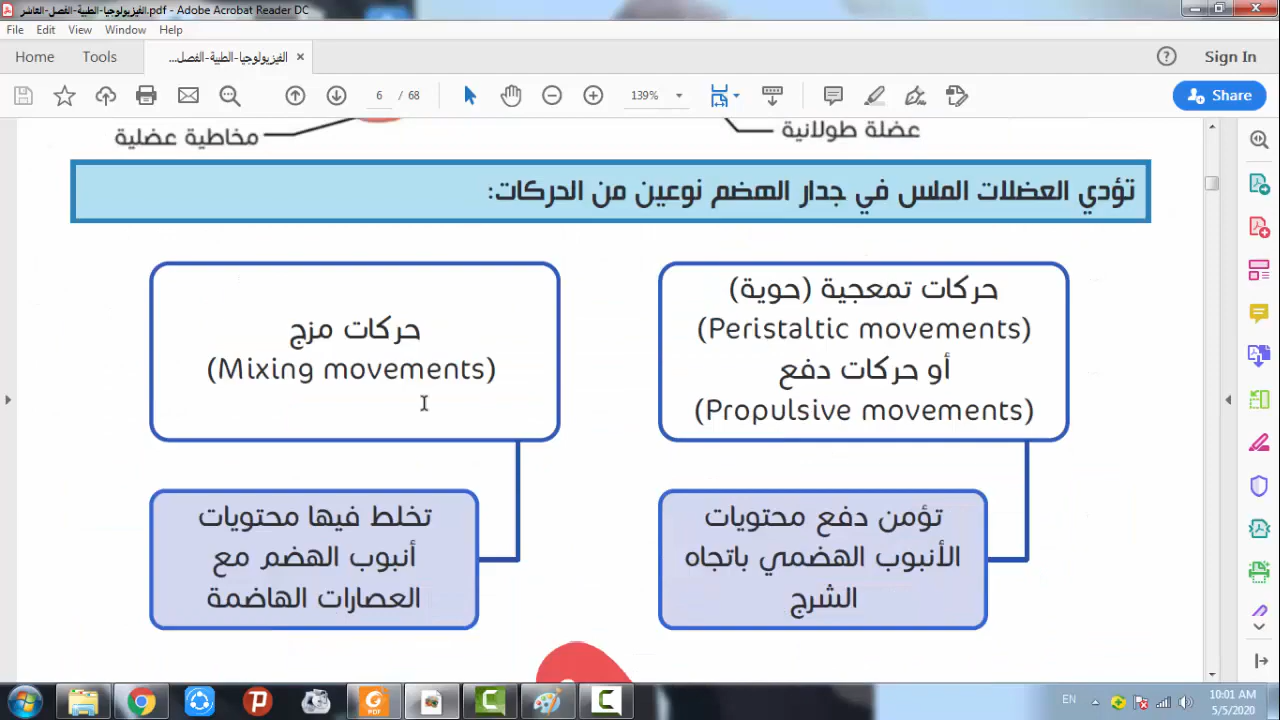 الفيزيولوجيا-الطبية-الفصل-العاشر.pdf - Adobe Acrobat Reader DC
File Edit View Window Help
Home Tools الفيزيولوجيا-الطبية-الفصل... × Sign In
6 / 68 139% Share
عضلة طولانية
مخاطية عضلية
تؤدي العضلات الملس في جدار الهضم نوعين من الحركات:
حركات تمعجية (حوية)
(Peristaltic movements)
أو حركات دفع
(Propulsive movements)
تؤمن دفع محتويات
الأنبوب الهضمي باتجاه
الشرج
حركات مزج
(Mixing movements)
تخلط فيها محتويات
أنبوب الهضم مع
العصارات الهاضمة
EN
10:01 AM
5/5/2020